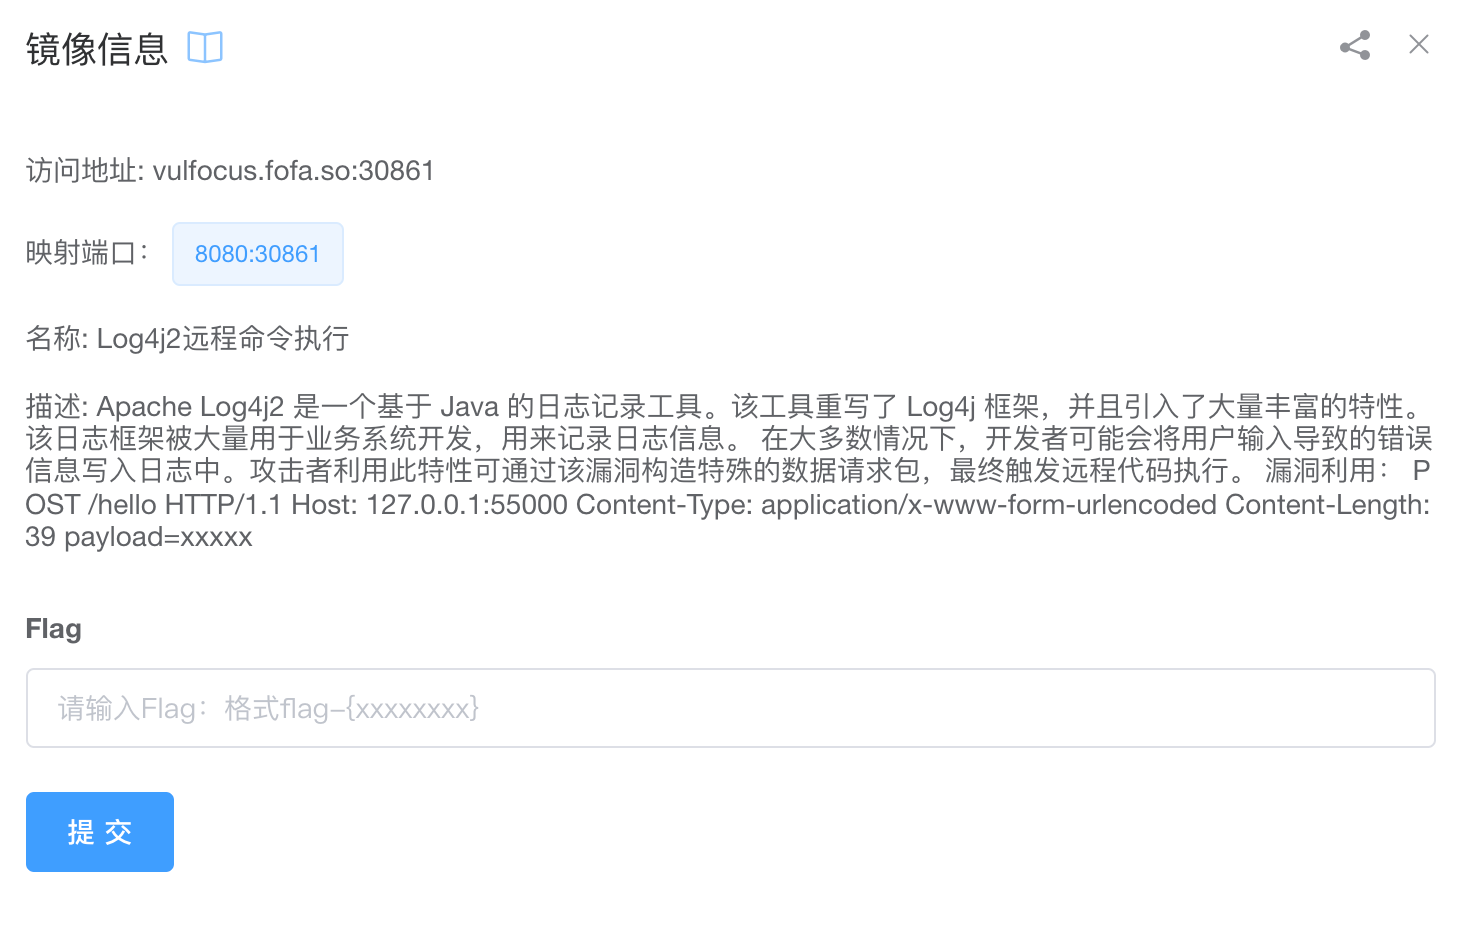 镜像信息
访问地址: vulfocus.fofa.so:30861
映射端口： 8080:30861
名称: Log4j2远程命令执行
描述: Apache Log4j2 是一个基于 Java 的日志记录工具。该工具重写了 Log4j 框架，并且引入了大量丰富的特性。
该日志框架被大量用于业务系统开发，用来记录日志信息。 在大多数情况下，开发者可能会将用户输入导致的错误
信息写入日志中。攻击者利用此特性可通过该漏洞构造特殊的数据请求包，最终触发远程代码执行。 漏洞利用： P
OST /hello HTTP/1.1 Host: 127.0.0.1:55000 Content-Type: application/x-www-form-urlencoded Content-Length:
39 payload=xxxxx
Flag
请输入Flag：格式flag-{xxxxxxxx}
提 交